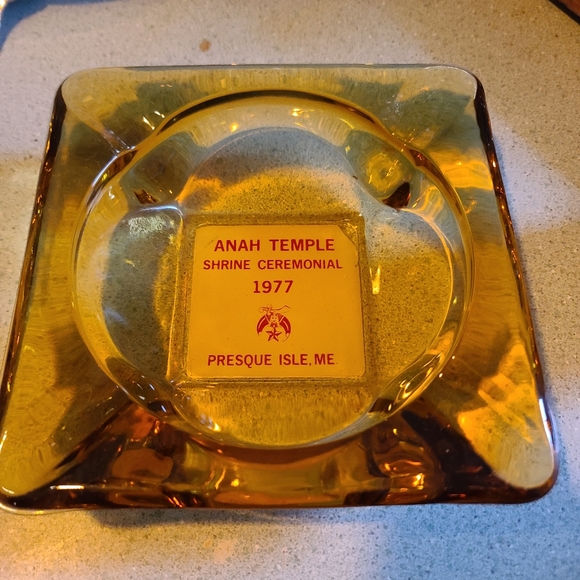 ANAH TEMPLE
SHRINE CEREMONIAL
1977
PRESQUE ISLE, ME